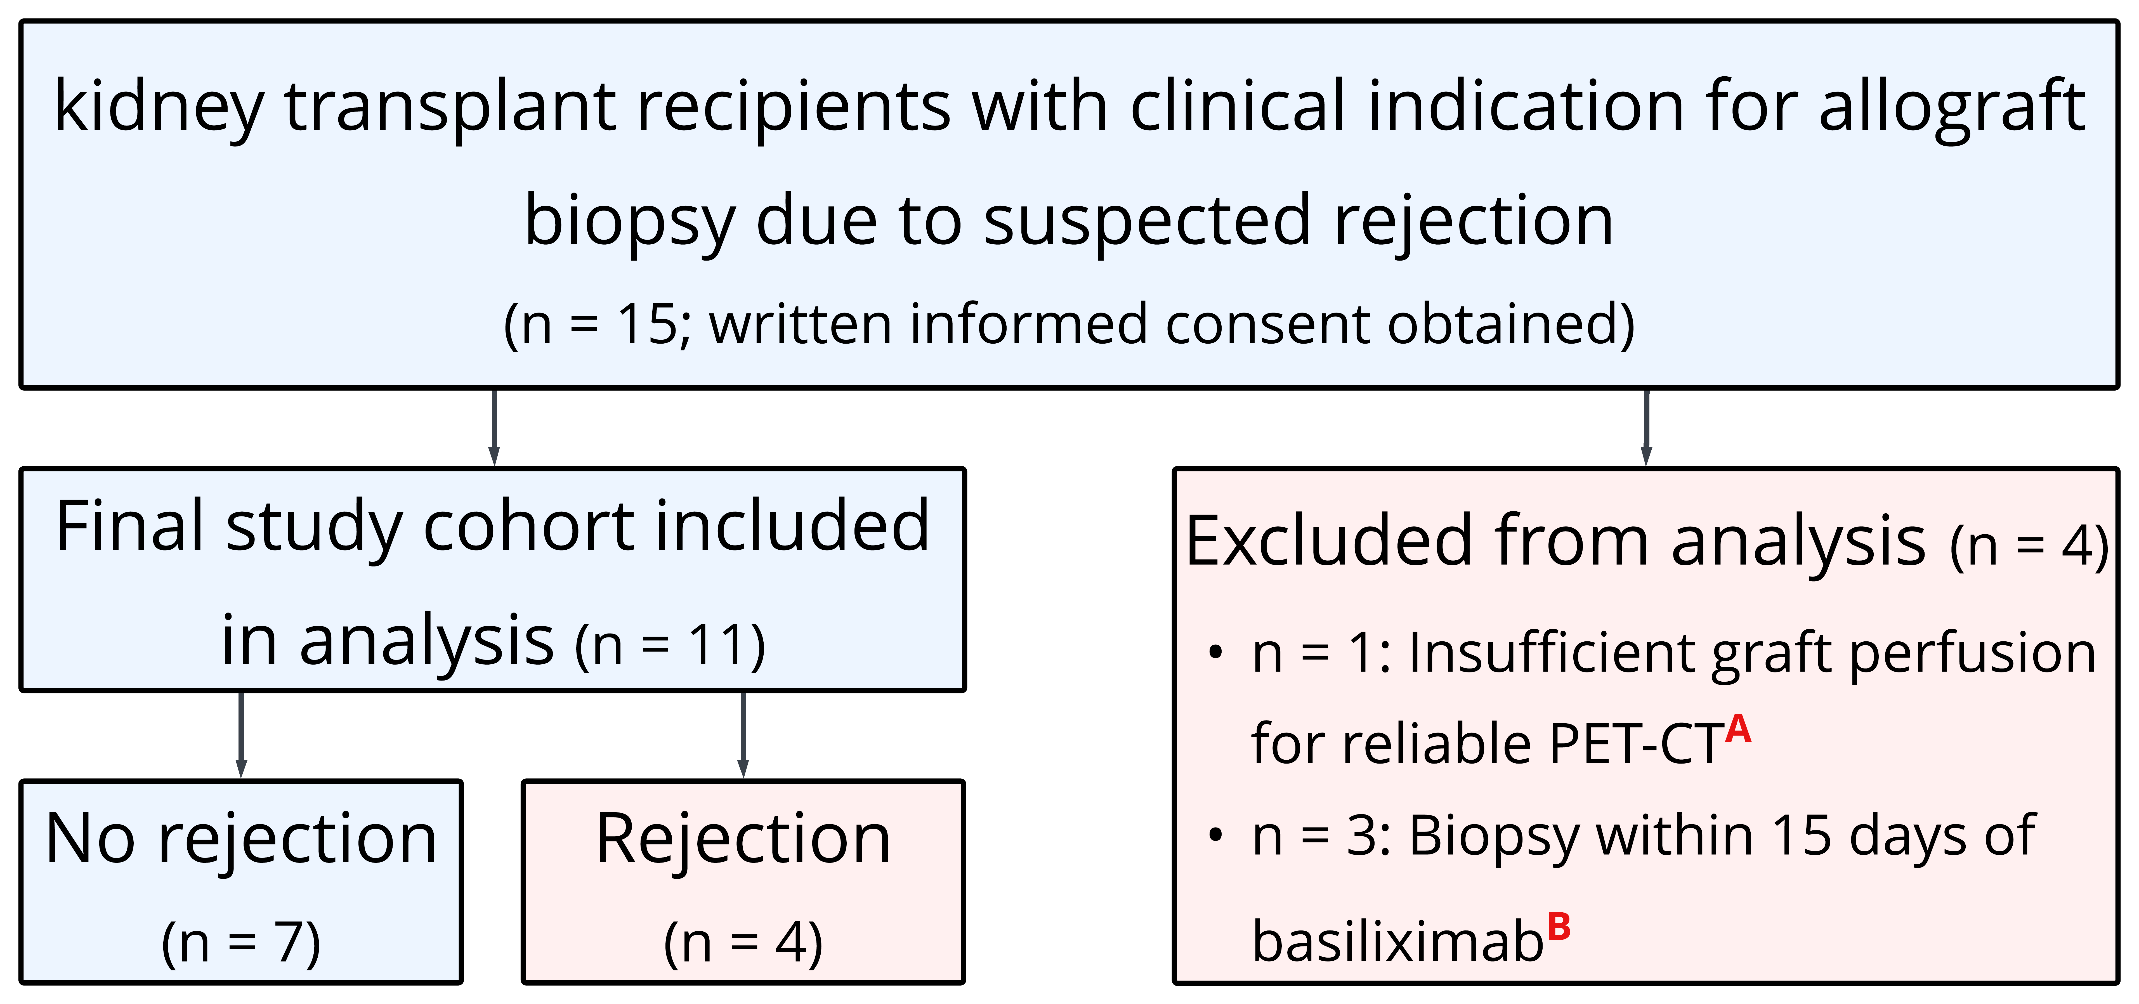 kidney transplant recipients with clinical indication for allograft
biopsy due to suspected rejection
(n = 15; written informed consent obtained)
Final study cohort included
in analysis (n = 11)
No rejection
(n = 7)
Rejection
(n = 4)
Excluded from analysis (n = 4)
• n = 1: Insufficient graft perfusion
for reliable PET-CTA
• n = 3: Biopsy within 15 days of
basiliximabB